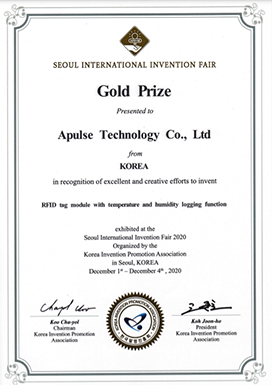 SEOUL INTERNATIONAL INVENTION FAIR
Gold Prize
Presented to
Apulse Technology Co., Ltd
from
KOREA
in recognition of excellent and creative efforts to invent
RFID tag module with temperature and humidity logging function
exhibited at the
Seoul International Invention Fair 2020
Organized by the
Korea Invention Promotion Association
in Seoul, KOREA
December 1st – December 4th, 2020
Koo Cha-yol
Chairman
Korea Invention Promotion
Association
Koh Joon-ho
President
Korea Invention Promotion
Association